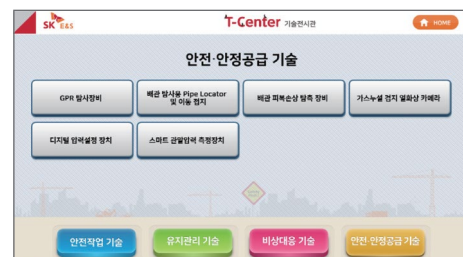 SK E&S
T-Center 기술전시관
HOME
안전·안정공급 기술
GPR 탐사장비
배관 탐사용 Pipe Locator
및 이동 점지
배관 피복손상 탐측 장비
가스누설 검지 열화상 카메라
디지털 압력설정 장치
스마트 관말압력 측정장치
안전작업 기술
유지관리 기술
비상대응 기술
안전·안정공급 기술